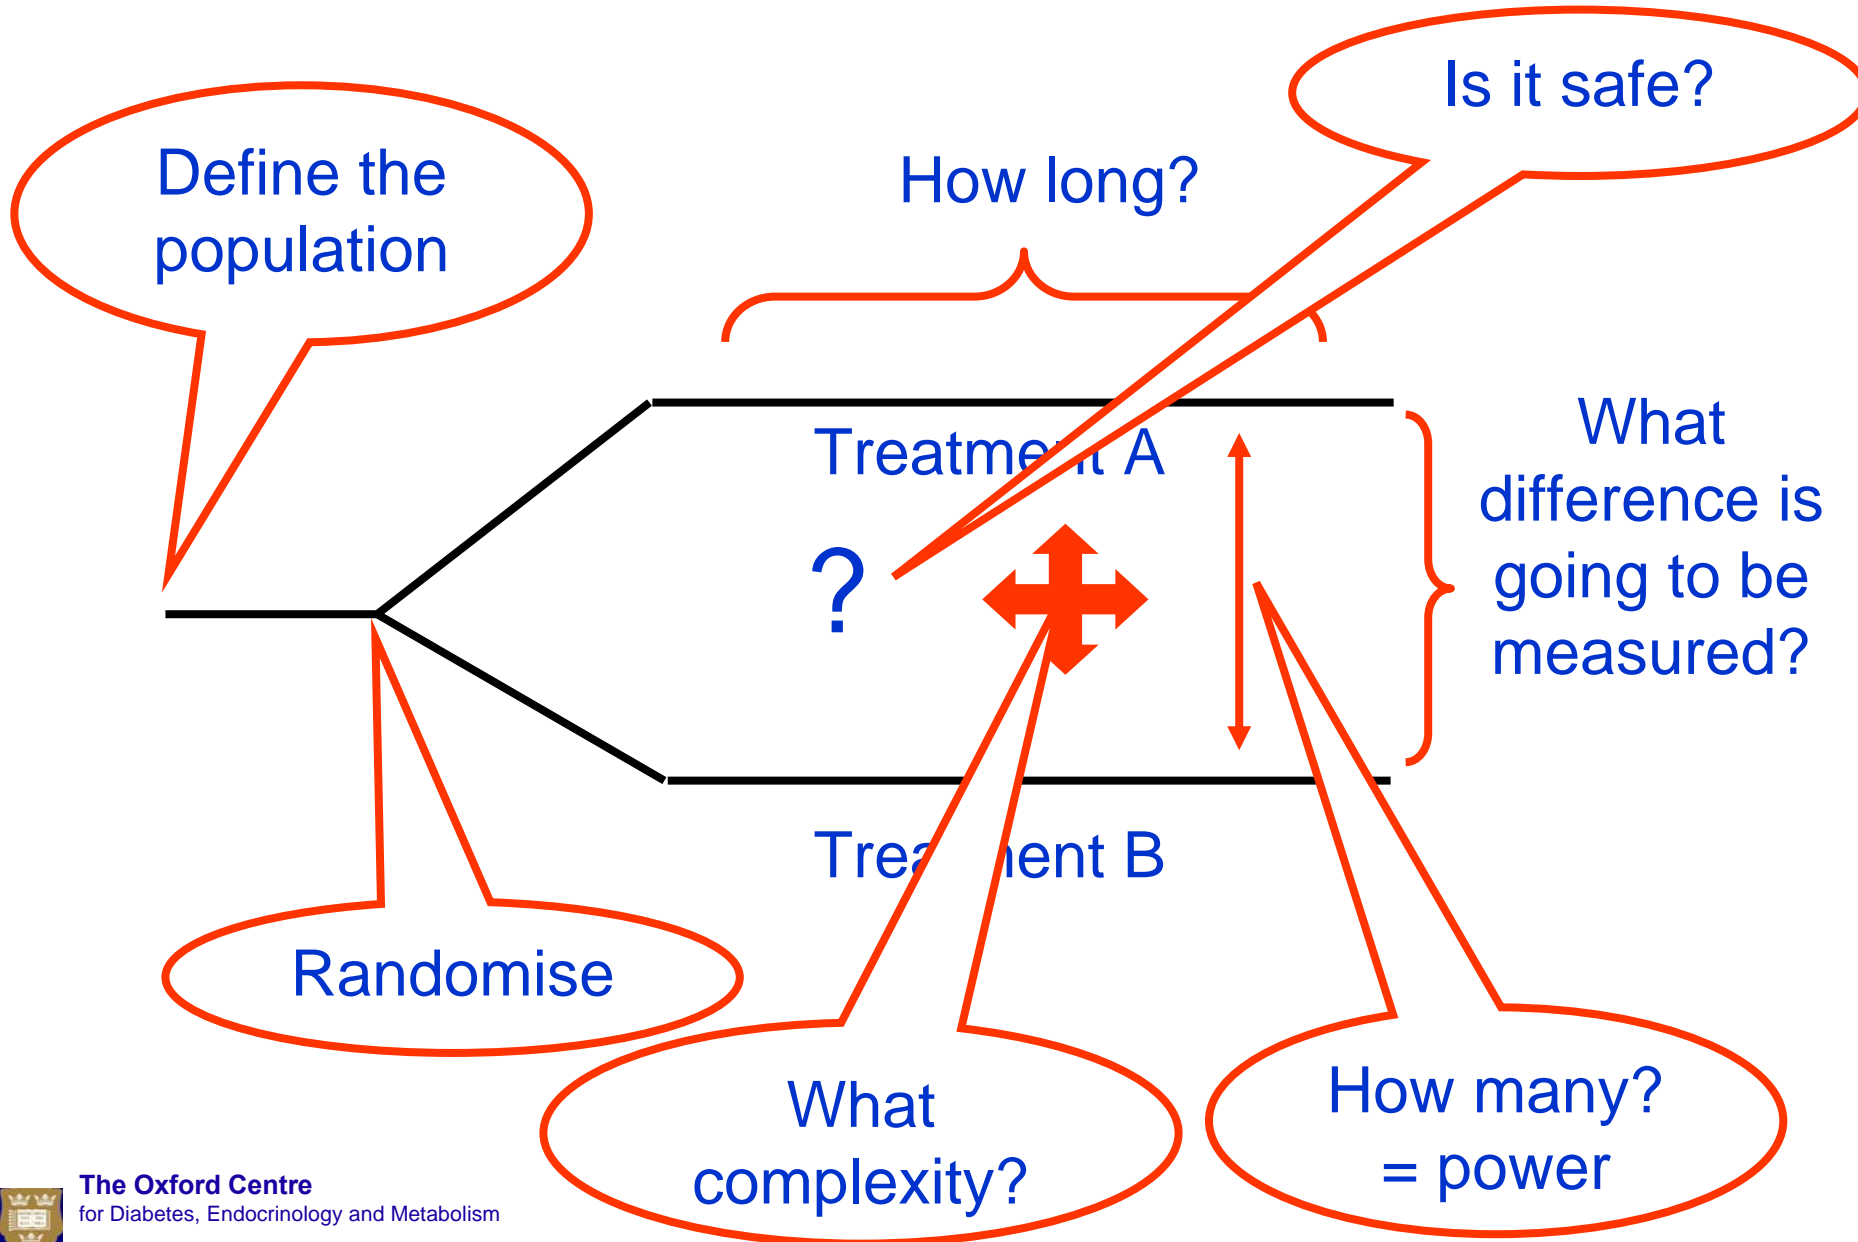 Is it safe?
Define the
population
How long?
Treatment A
What
difference is
going to be
measured?
?
Treatment B
Randomise
What
complexity?
How many?
= power
The Oxford Centre
for Diabetes, Endocrinology and Metabolism